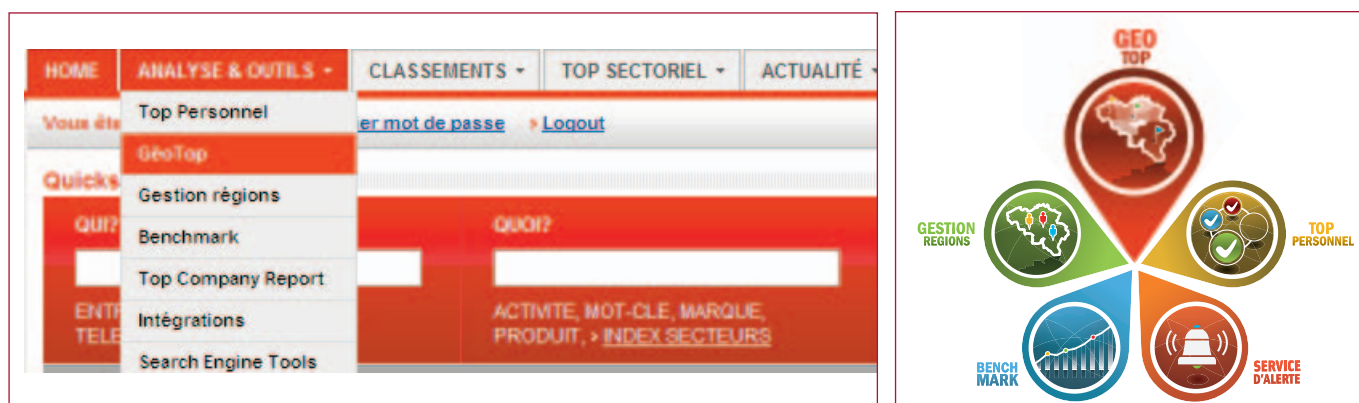 HOME
ANALYSE & OUTILS
CLASSEMENTS
TOP SECTORIEL
ACTUALITÉ
Vous
er mot de passe > Logout
Top Personnel
GéoTop
Gestion régions
Benchmark
Top Company Report
Intégrations
Search Engine Tools
Quicks
QUI?
ENT
TELE
QUOI?
ACTIVITE, MOT-CLE, MARQUE,
PRODUIT, > INDEX SECTEURS
GEO
TOP
GESTION
REGIONS
TOP
PERSONNEL
BENCH
MARK
SERVICE
D'ALERTE